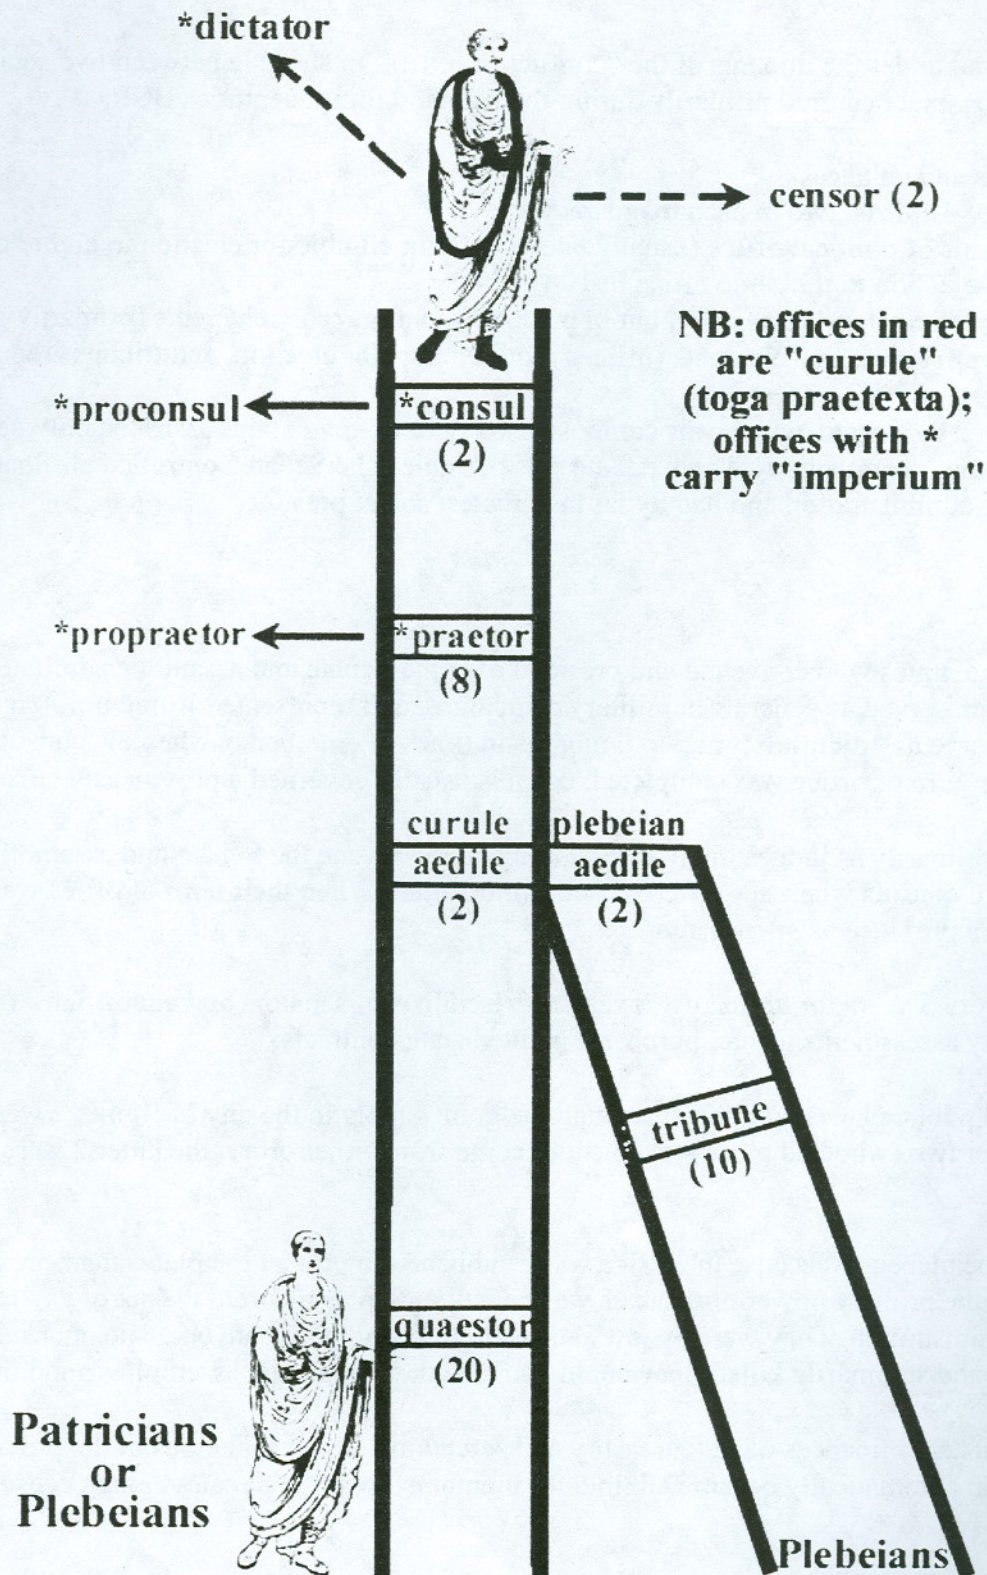 *dictator
censor (2)
NB: offices in red
are "curule"
(toga praetexta);
offices with *
carry "imperium"
*proconsul
*consul
(2)
*propraetor
*praetor
(8)
curule
aedile
(2)
plebeian
aedile
(2)
tribune
(10)
quaestor
(20)
Patricians
or
Plebeians
Plebeians